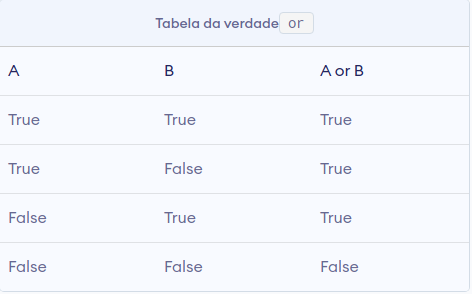 Tabela da verdade or
A B A or B
True True True
True False True
False True True
False False False